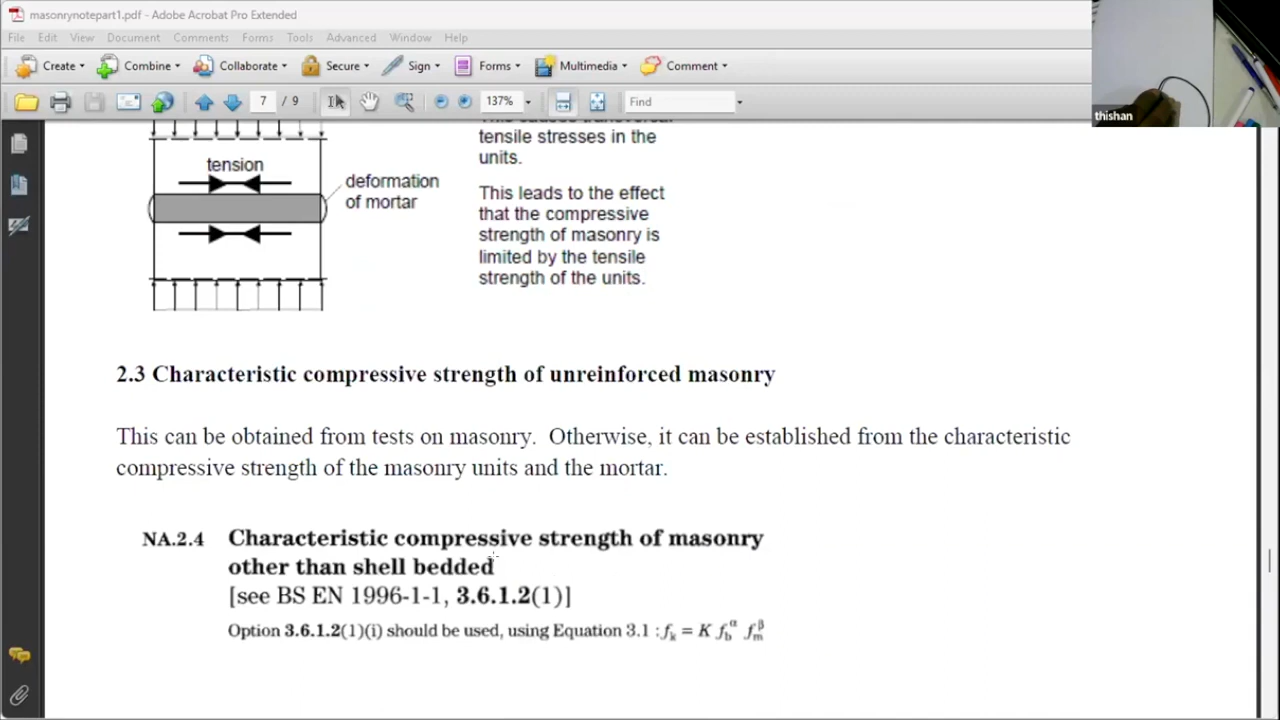 masonrynotepart1.pdf - Adobe Acrobat Pro Extended
File Edit View Document Comments Forms Tools Advanced Window Help
Create Combine Collaborate Secure Sign Forms Multimedia Comment
7 / 9 137% Find
thishan
tensile stresses in the
units.
tension
deformation
of mortar
This leads to the effect
that the compressive
strength of masonry is
limited by the tensile
strength of the units.
2.3 Characteristic compressive strength of unreinforced masonry
This can be obtained from tests on masonry. Otherwise, it can be established from the characteristic
compressive strength of the masonry units and the mortar.
NA.2.4 Characteristic compressive strength of masonry
other than shell bedded
[see BS EN 1996-1-1, 3.6.1.2(1)]
Option 3.6.1.2(1)(i) should be used, using Equation 3.1 : fₖ = K f_b^α f_m^β